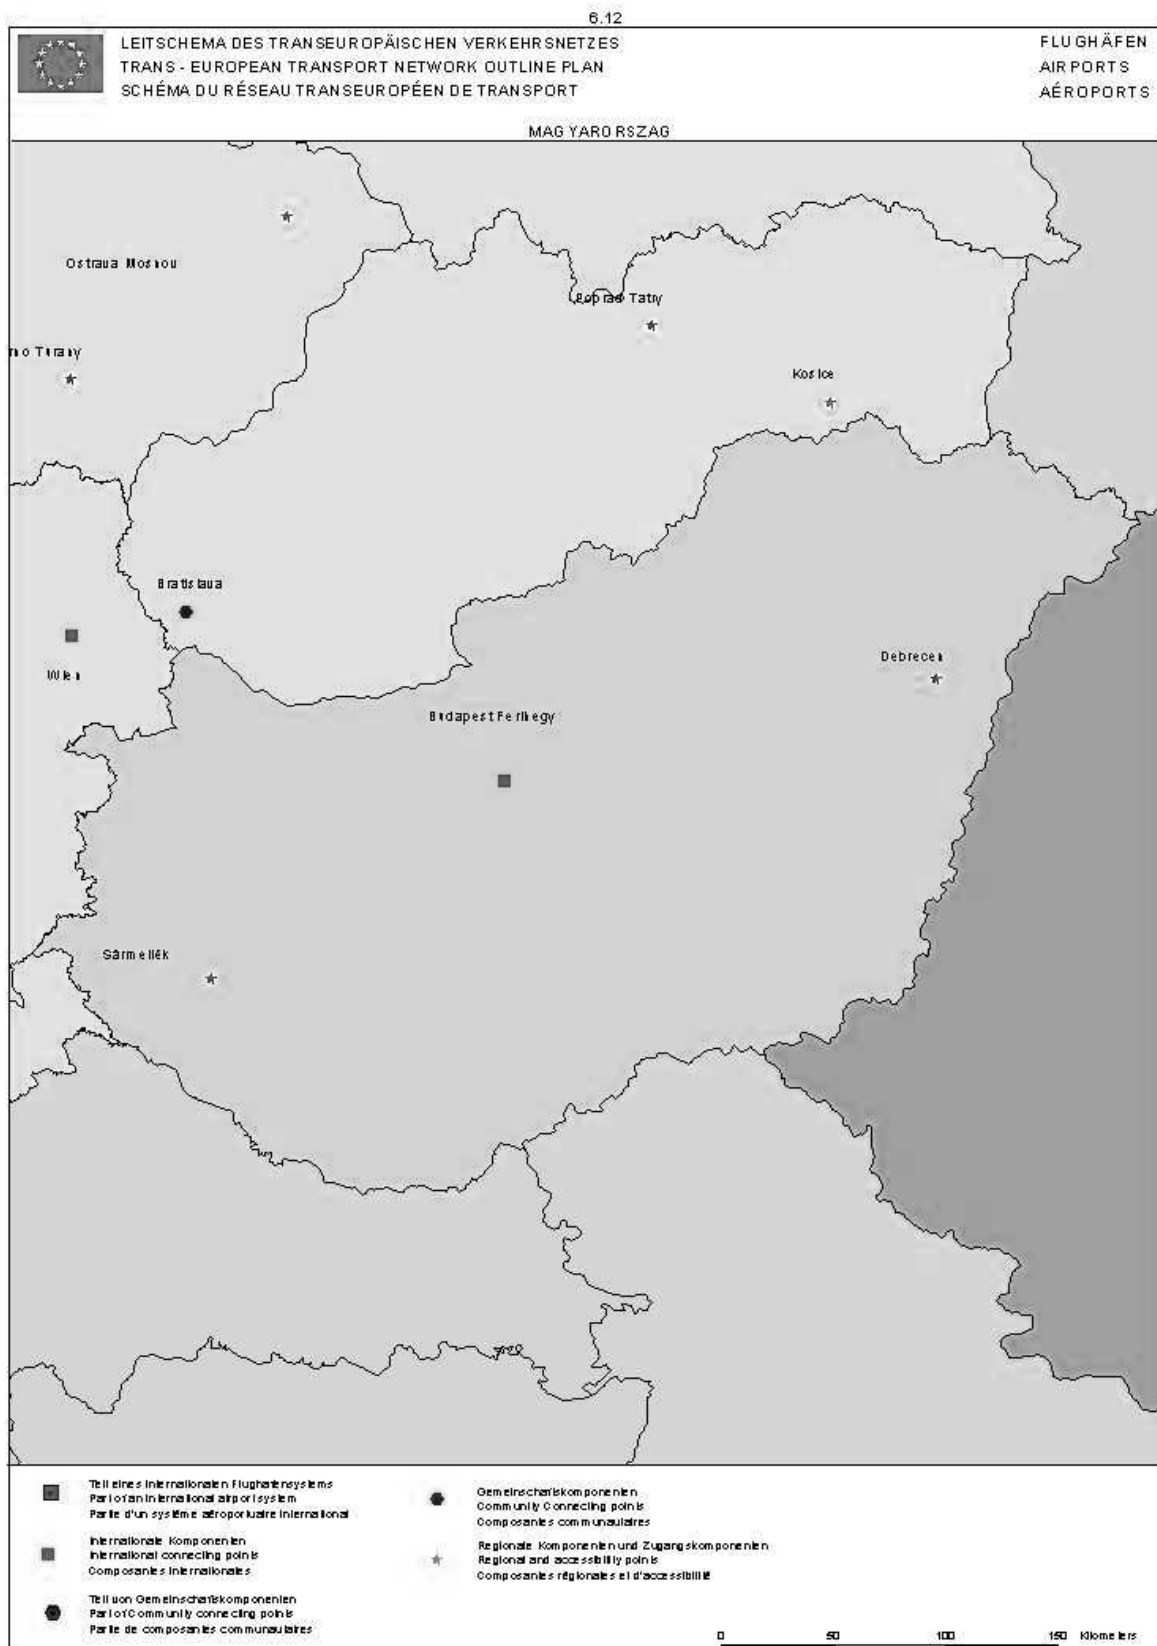 6.12
LEITSCHEMA DES TRANSEUROPÄISCHEN VERKEHRSNETZES
TRANS - EUROPEAN TRANSPORT NETWORK OUTLINE PLAN
SCHÉMA DU RÉSEAU TRANSEUROPÉEN DE TRANSPORT
FLUGHÄFEN
AIRPORTS
AÉROPORTS
MAGYARORSZAG
Ostrava Mosnov
Poprad Tatry
no Turany
Kosice
Bratislava
Wien
Debrecen
Budapest Ferihegy
Sármellék
Teil eines internationalen Flughafensystems
Part of an international airport system
Partie d'un système aéroportuaire international
Internationale Komponenten
International connecting points
Composantes internationales
Teil von Gemeinschaftskomponenten
Part of Community connecting points
Partie de composantes communautaires
Gemeinschaftskomponenten
Community Connecting points
Composantes communautaires
Regionale Komponenten und Zugangskomponenten
Regional and accessibility points
Composantes régionales et d'accessibilité
0 50 100 150 Kilometers